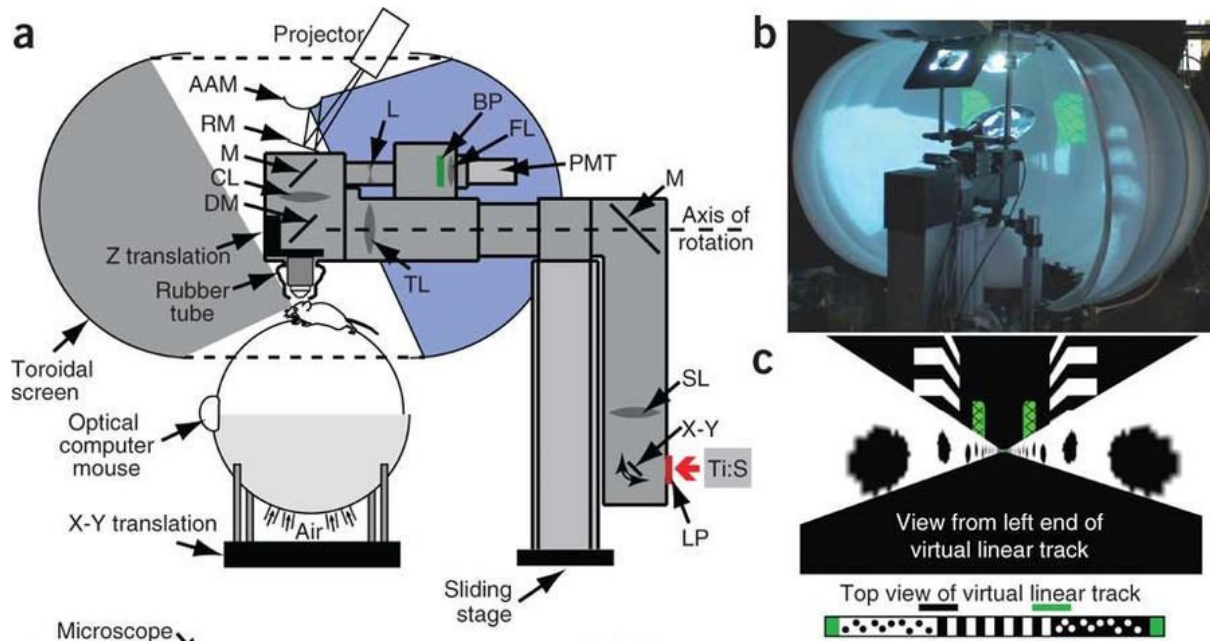 a
Projector
AAM
RM
M
CL
DM
Z translation
Rubber
tube
L
BP
FL
PMT
M
Axis of
rotation
TL
Toroidal
screen
Optical
computer
mouse
SL
X-Y
Ti:S
LP
X-Y translation
Air
Sliding
stage
Microscope
b
c
View from left end of
virtual linear track
Top view of virtual linear track